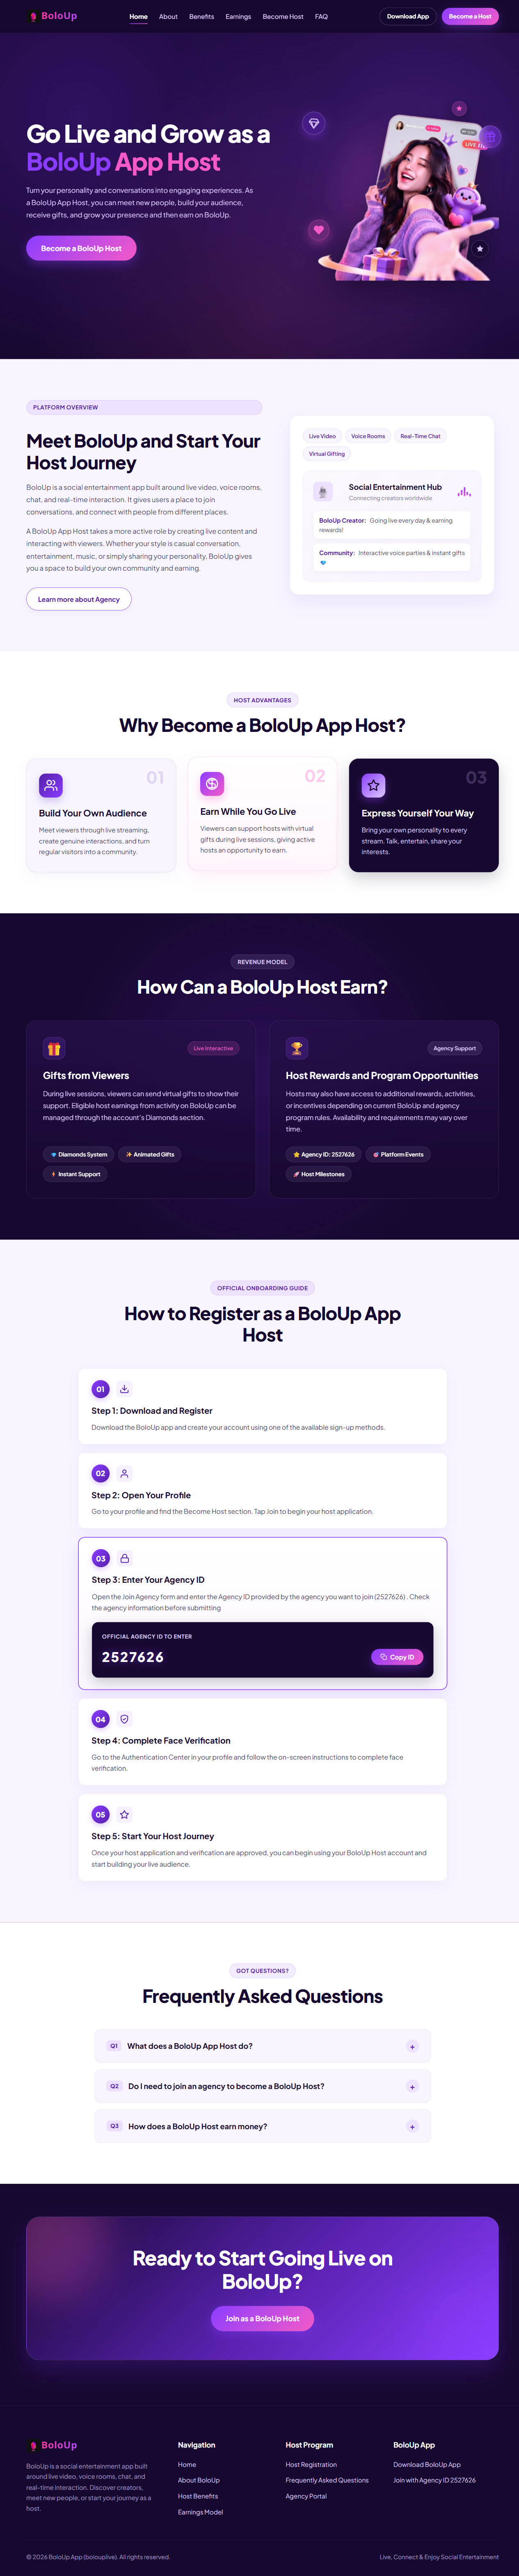 BoloUp
Home
About
Benefits
Earnings
Become Host
FAQ
Download App
Become a Host
Go Live and Grow as a
BoloUp App Host
Turn your personality and conversations into engaging experiences. As
a BoloUp App Host, you can meet new people, build your audience,
receive gifts, and grow your presence and then earn on BoloUp.
Become a BoloUp Host
PLATFORM OVERVIEW
Meet BoloUp and Start Your
Host Journey
BoloUp is a social entertainment app built around live video, voice rooms,
chat, and real-time interaction. It gives users a place to join
conversations, and connect with people from different places.
A BoloUp App Host takes a more active role by creating live content and
interacting with viewers. Whether your style is casual conversation,
entertainment, music, or simply sharing your personality, BoloUp gives
you a space to build your own community and earning.
Learn more about Agency
Live Video
Voice Rooms
Real-Time Chat
Virtual Gifting
Social Entertainment Hub
Connecting creators worldwide
BoloUp Creator: Going live every day & earning
rewards!
Community: Interactive voice parties & instant gifts
💎
HOST ADVANTAGES
Why Become a BoloUp App Host?
01
Build Your Own Audience
Meet viewers through live streaming,
create genuine interactions, and turn
regular visitors into a community.
02
Earn While You Go Live
Viewers can support hosts with virtual
gifts during live sessions, giving active
hosts an opportunity to earn.
03
Express Yourself Your Way
Bring your own personality to every
stream. Talk, entertain, share your
interests.
REVENUE MODEL
How Can a BoloUp Host Earn?
Live Interactive
Gifts from Viewers
During live sessions, viewers can send virtual gifts to show their
support. Eligible host earnings from activity on BoloUp can be
managed through the account's Diamonds section.
💎 Diamonds System
✨ Animated Gifts
⚡ Instant Support
Agency Support
Host Rewards and Program Opportunities
Hosts may also have access to additional rewards, activities,
or incentives depending on current BoloUp and agency
program rules. Availability and requirements may vary over
time.
⭐ Agency ID: 2527626
🎯 Platform Events
🚀 Host Milestones
OFFICIAL ONBOARDING GUIDE
How to Register as a BoloUp App
Host
01
Step 1: Download and Register
Download the BoloUp app and create your account using one of the available sign-up methods.
02
Step 2: Open Your Profile
Go to your profile and find the Become Host section. Tap Join to begin your host application.
03
Step 3: Enter Your Agency ID
Open the Join Agency form and enter the Agency ID provided by the agency you want to join (2527626) . Check
the agency information before submitting
OFFICIAL AGENCY ID TO ENTER
2527626
Copy ID
04
Step 4: Complete Face Verification
Go to the Authentication Center in your profile and follow the on-screen instructions to complete face
verification.
05
Step 5: Start Your Host Journey
Once your host application and verification are approved, you can begin using your BoloUp Host account and
start building your live audience.
GOT QUESTIONS?
Frequently Asked Questions
Q1 What does a BoloUp App Host do? +
Q2 Do I need to join an agency to become a BoloUp Host? +
Q3 How does a BoloUp Host earn money? +
Ready to Start Going Live on
BoloUp?
Join as a BoloUp Host
BoloUp
BoloUp is a social entertainment app built
around live video, voice rooms, chat, and
real-time interaction. Discover creators,
meet new people, or start your journey as a
host.
Navigation
Home
About BoloUp
Host Benefits
Earnings Model
Host Program
Host Registration
Frequently Asked Questions
Agency Portal
BoloUp App
Download BoloUp App
Join with Agency ID 2527626
© 2026 BoloUp App (bolouplive). All rights reserved.
Live, Connect & Enjoy Social Entertainment